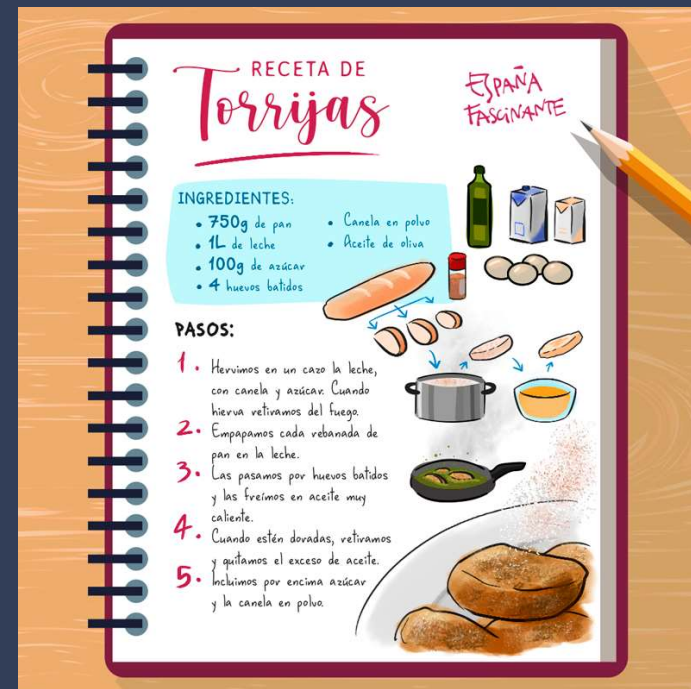 RECETA DE
Torrijas
ESPAÑA
FASCINANTE
INGREDIENTES:
• 750g de pan
• 1L de leche
• 100g de azúcar
• 4 huevos batidos
• Canela en polvo
• Aceite de oliva
PASOS:
1. Hervimos en un cazo la leche,
con canela y azúcar. Cuando
hierva retiramos del fuego.
2. Empapamos cada rebanada de
pan en la leche.
3. Las pasamos por huevos batidos
y las freímos en aceite muy
caliente.
4. Cuando estén doradas, retiramos
y quitamos el exceso de aceite.
5. Incluimos por encima azúcar
y la canela en polvo.